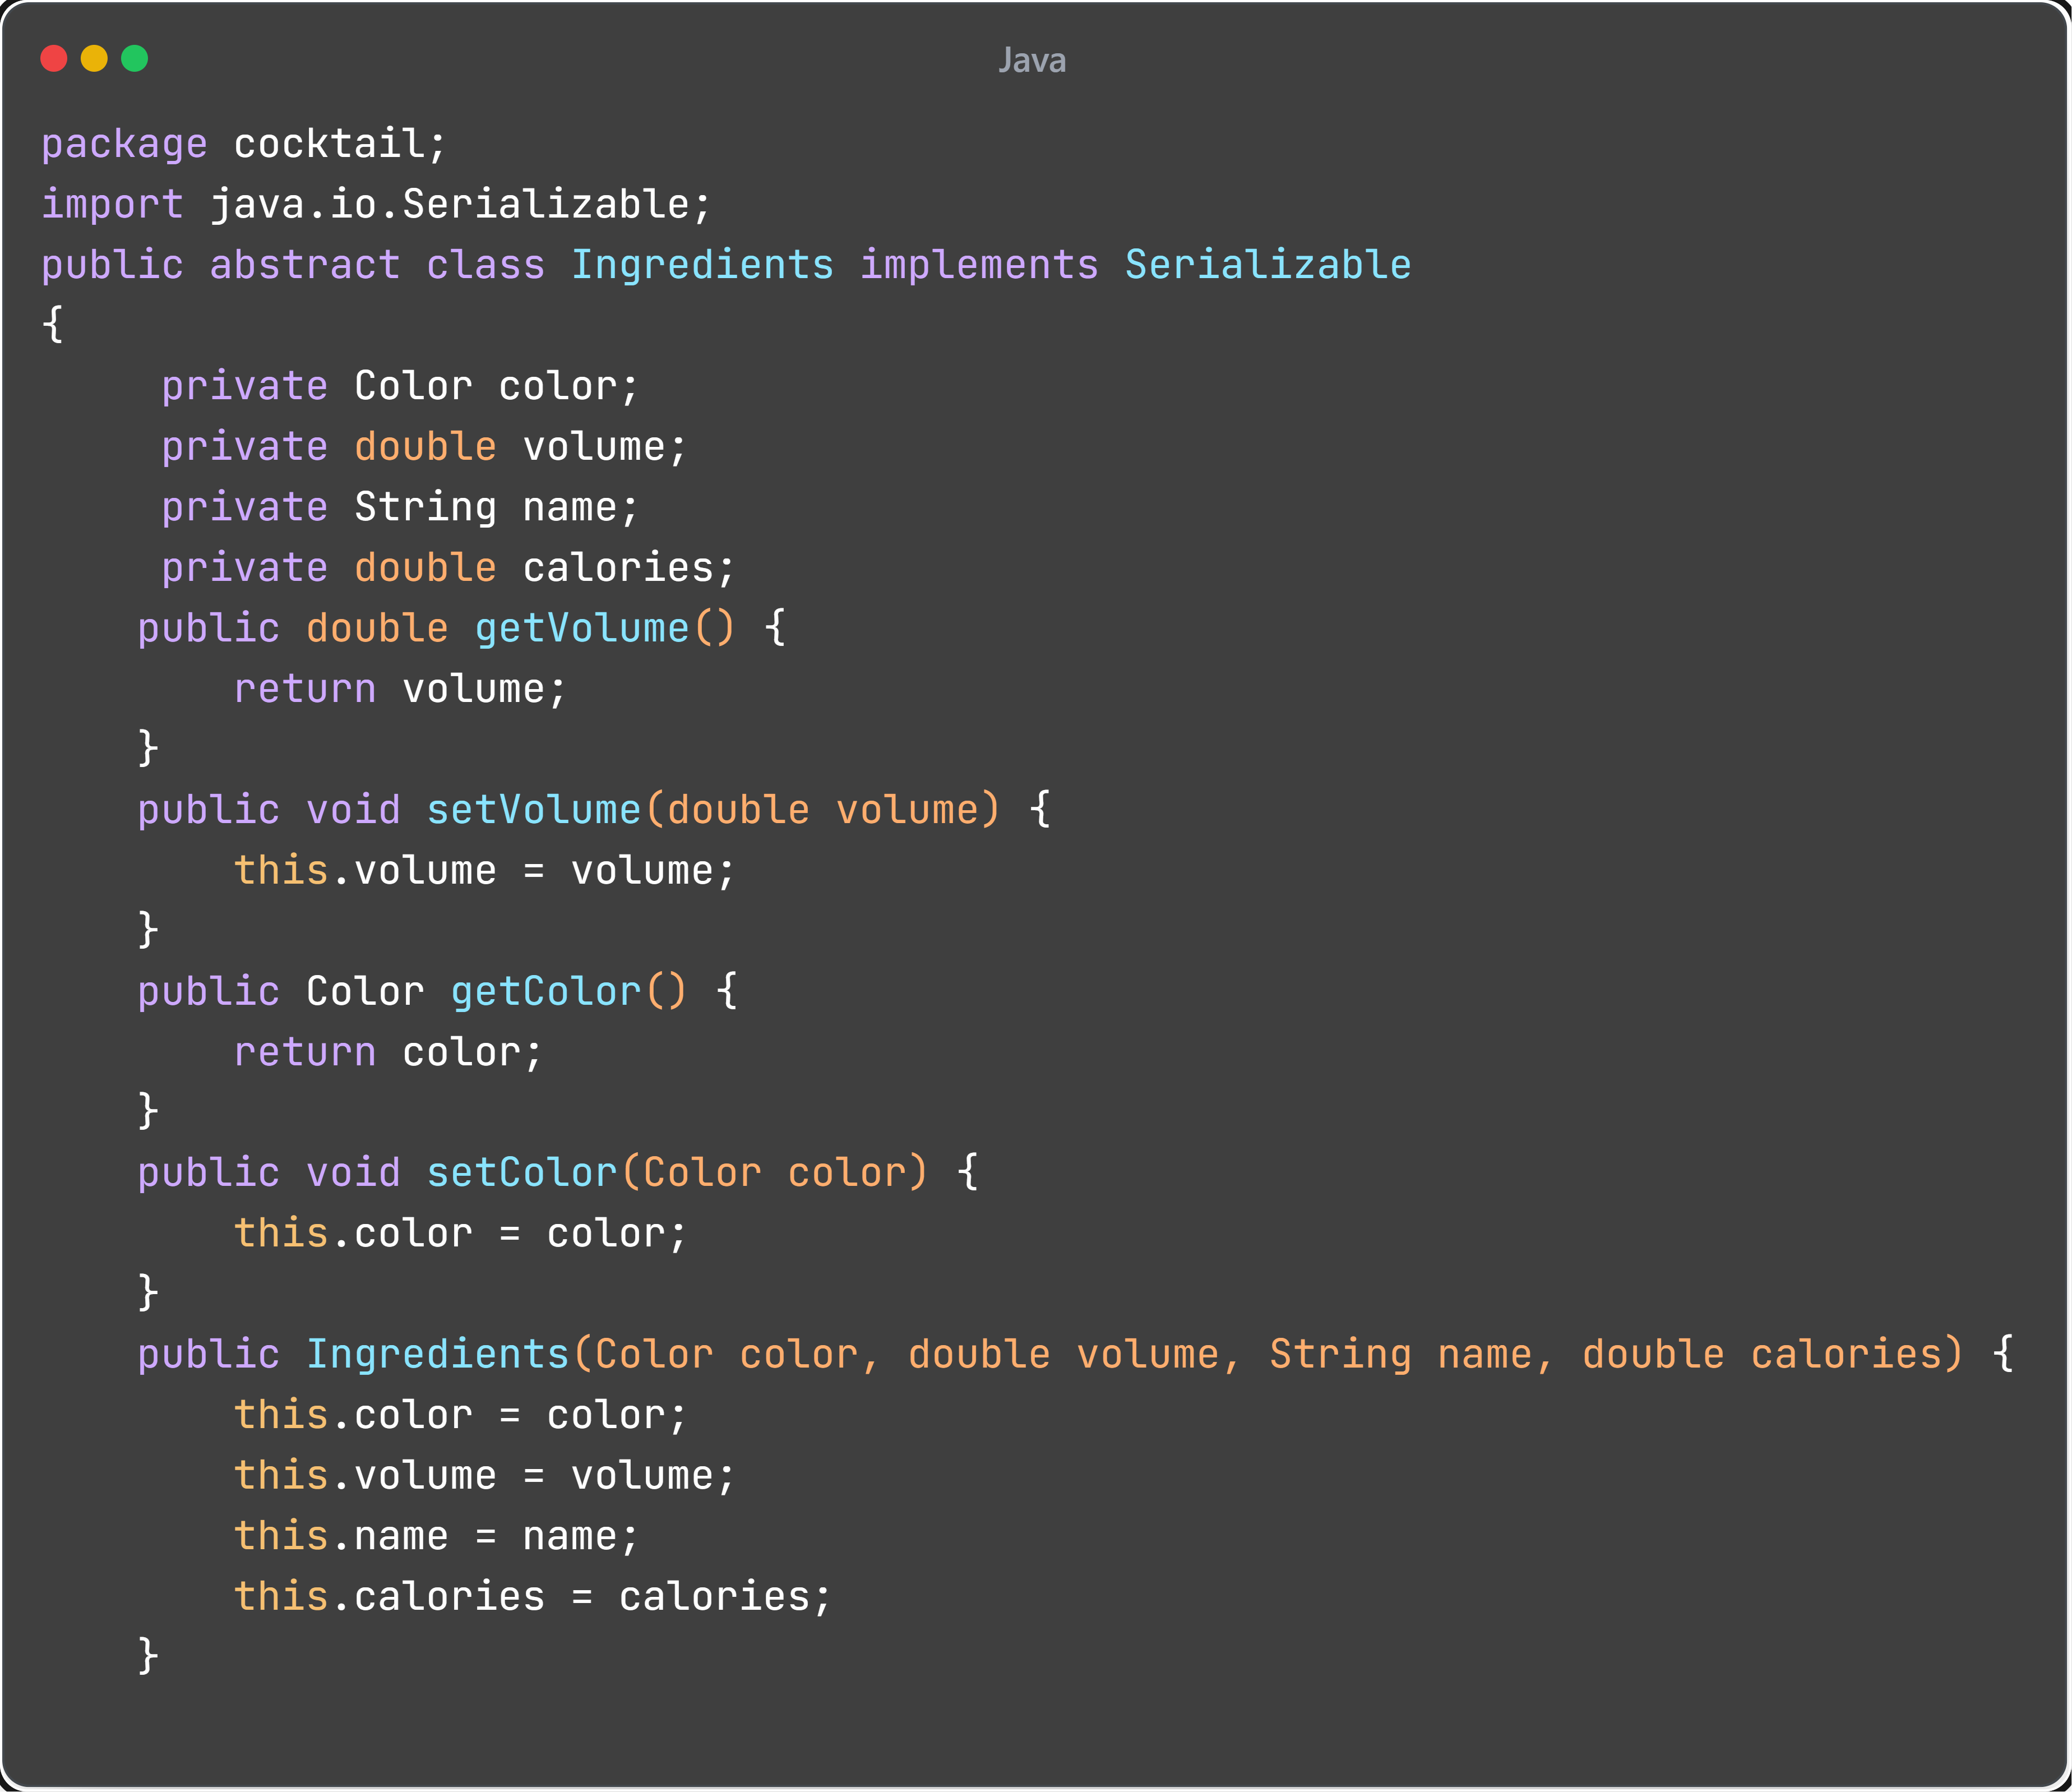 Java
package cocktail;
import java.io.Serializable;
public abstract class Ingredients implements Serializable
{
     private Color color;
     private double volume;
     private String name;
     private double calories;
    public double getVolume() {
        return volume;
    }
    public void setVolume(double volume) {
        this.volume = volume;
    }
    public Color getColor() {
        return color;
    }
    public void setColor(Color color) {
        this.color = color;
    }
    public Ingredients(Color color, double volume, String name, double calories) {
        this.color = color;
        this.volume = volume;
        this.name = name;
        this.calories = calories;
    }